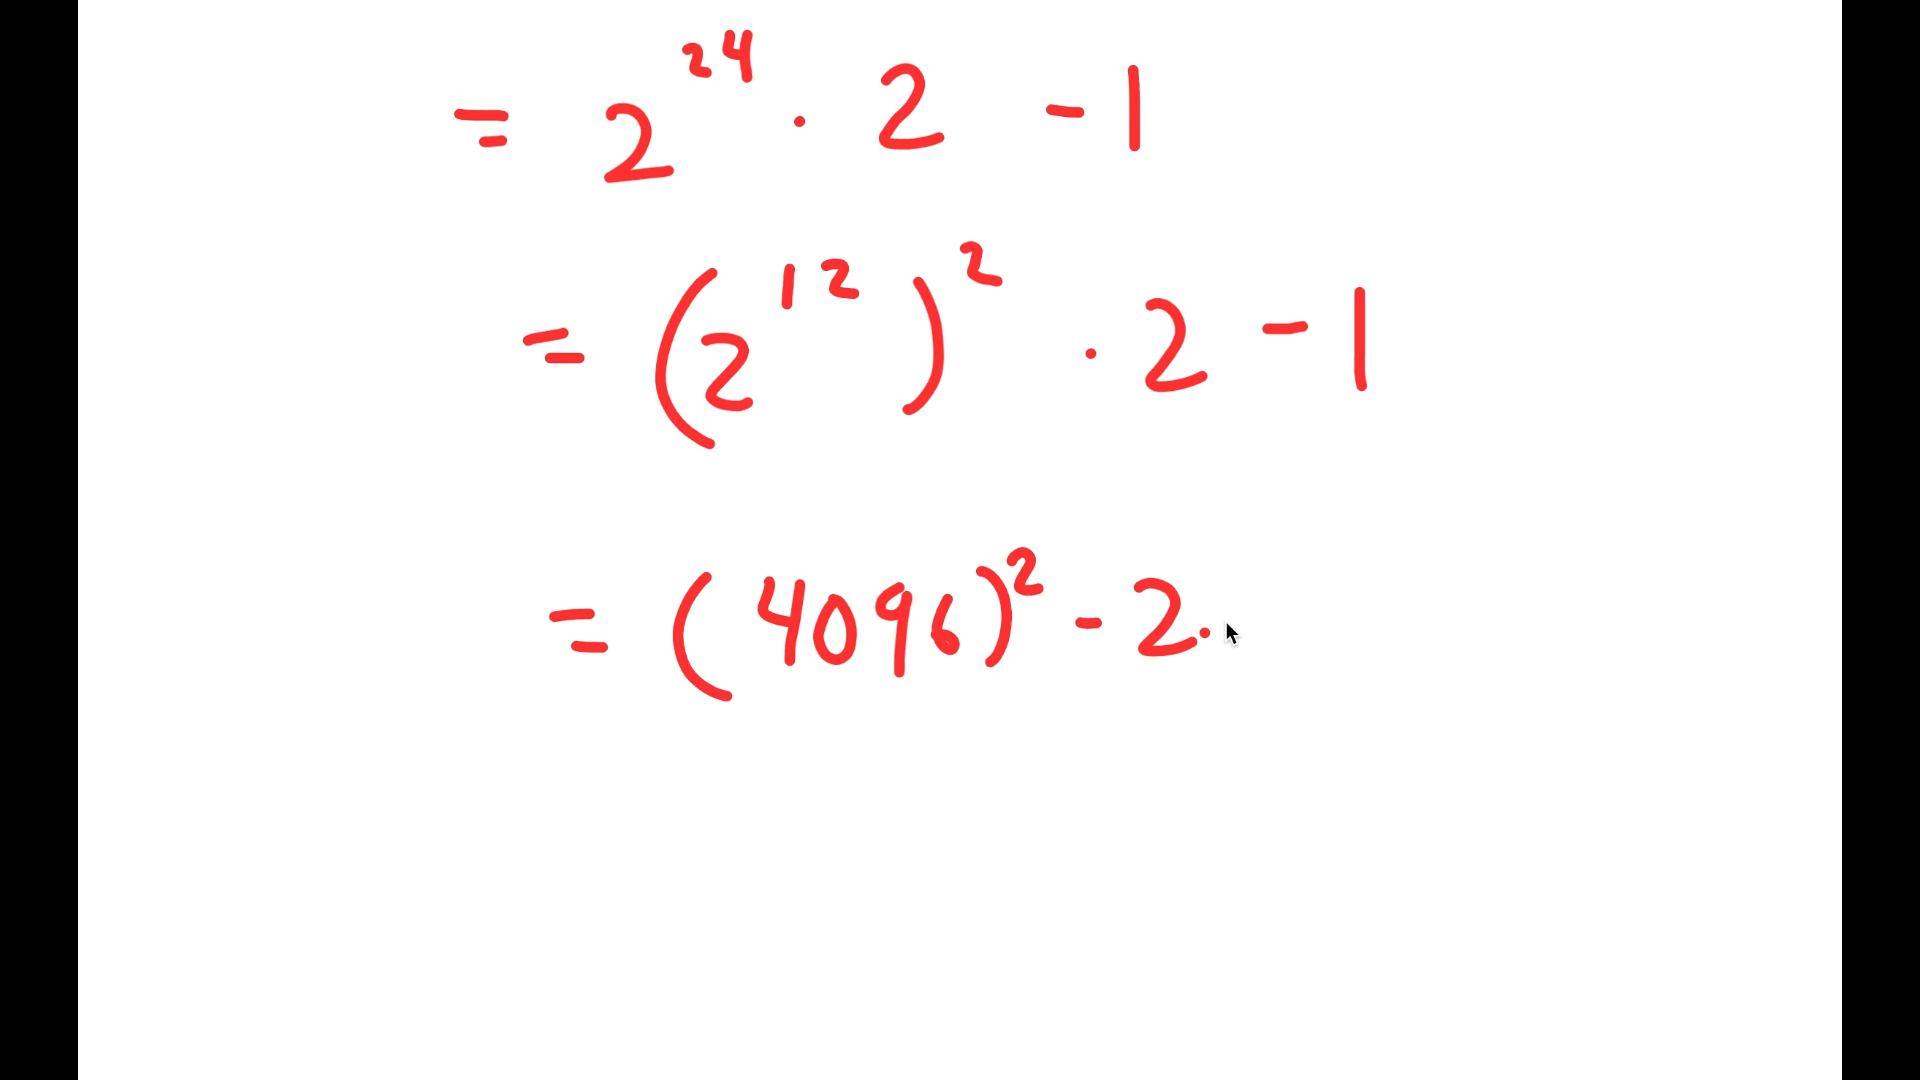 = 2²⁴ · 2 - 1
= (2¹²)² · 2 - 1
= (4096)² - 2 ·